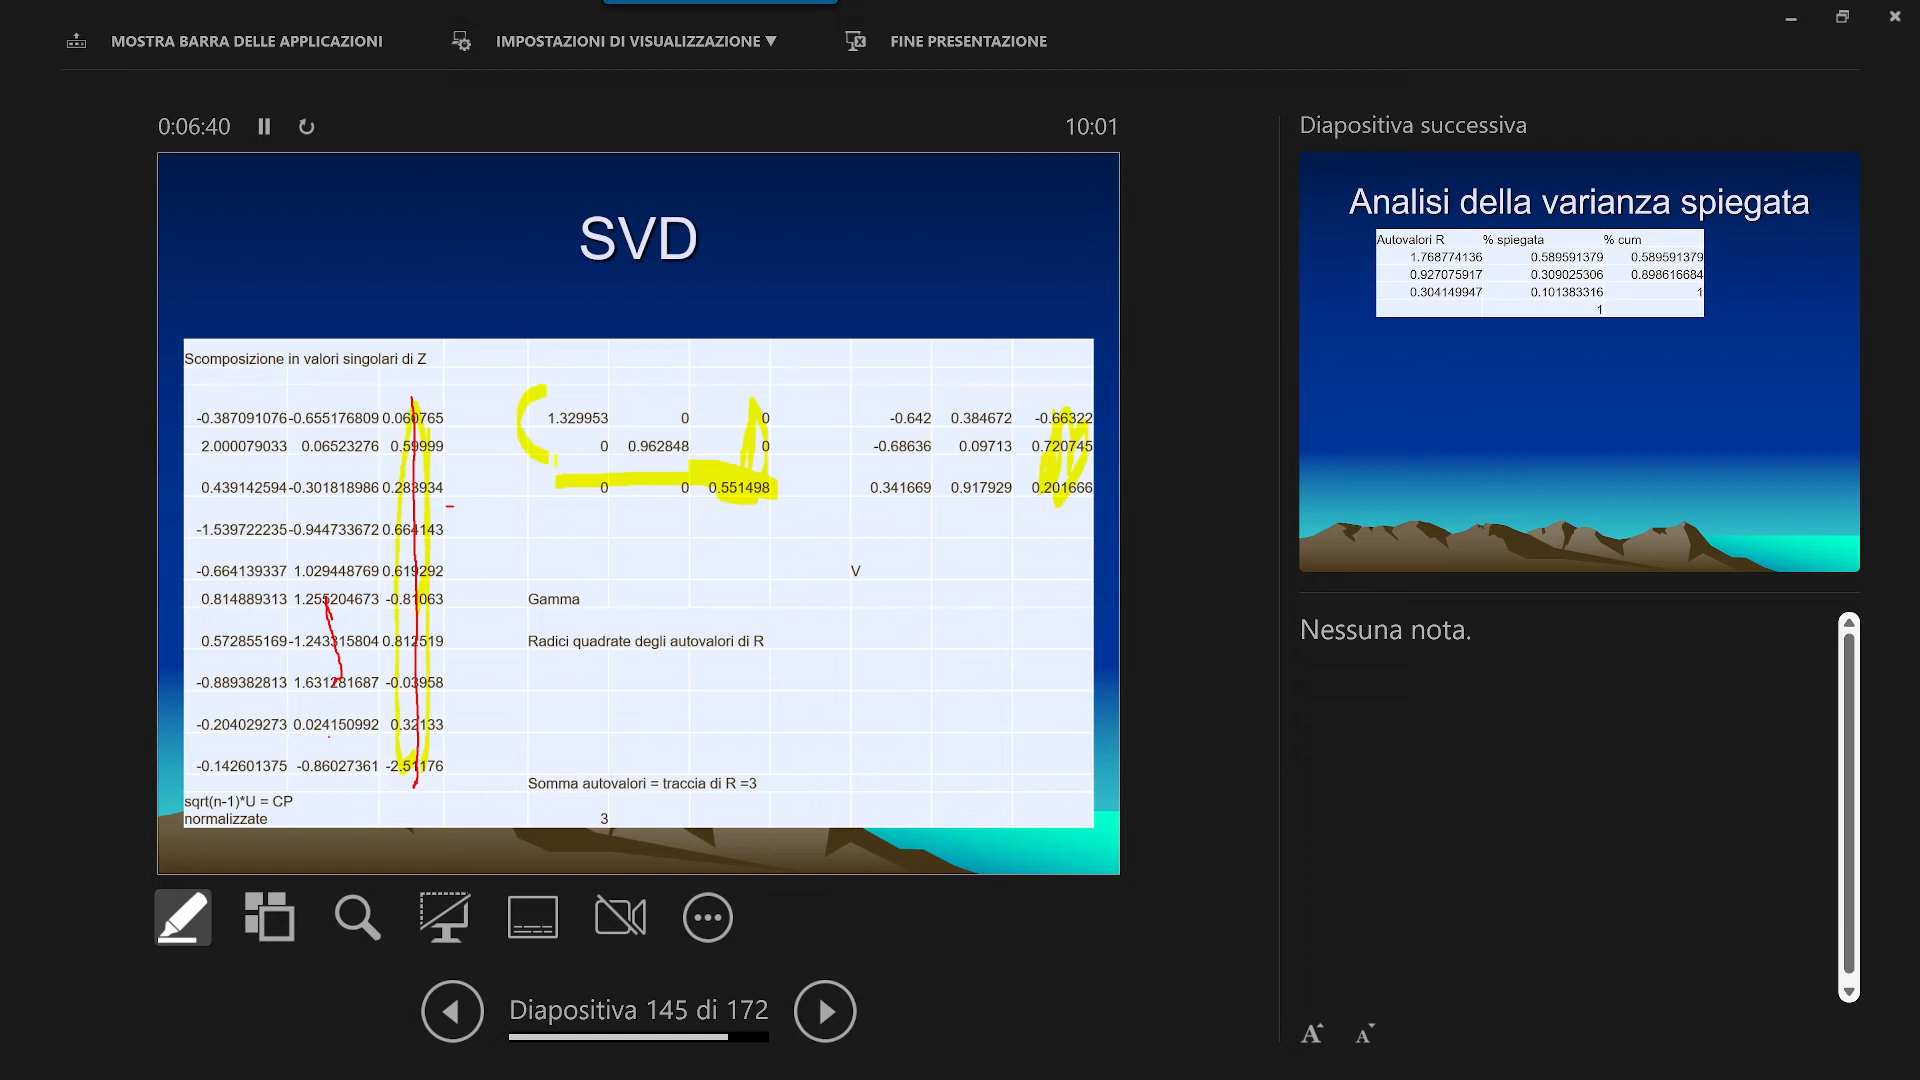 MOSTRA BARRA DELLE APPLICAZIONI IMPOSTAZIONI DI VISUALIZZAZIONE ▼ FINE PRESENTAZIONE
0:06:40 10:01
SVD
Scomposizione in valori singolari di Z
-0.387091076 -0.655176809 0.060765 1.329953 0 0 -0.642 0.384672 -0.66322
2.000079033 0.06523276 0.59999 0 0.962848 0 -0.68636 0.09713 0.720745
0.439142594 -0.301818986 0.283934 0 0 0.551498 0.341669 0.917929 0.201666
-1.539722235 -0.944733672 0.664143
-0.664139337 1.029448769 0.619292 V
0.814889313 1.255204673 -0.81063 Gamma
0.572855169 -1.243315804 0.812519 Radici quadrate degli autovalori di R
-0.889382813 1.631281687 -0.03958
-0.204029273 0.024150992 0.32133
-0.142601375 -0.86027361 -2.51176
Somma autovalori = traccia di R =3
sqrt(n-1)*U = CP
normalizzate 3
Diapositiva 145 di 172
Diapositiva successiva
Analisi della varianza spiegata
Autovalori R % spiegata % cum
1.768774136 0.589591379 0.589591379
0.927075917 0.309025306 0.898616684
0.304149947 0.101383316 1
1
Nessuna nota.
A A